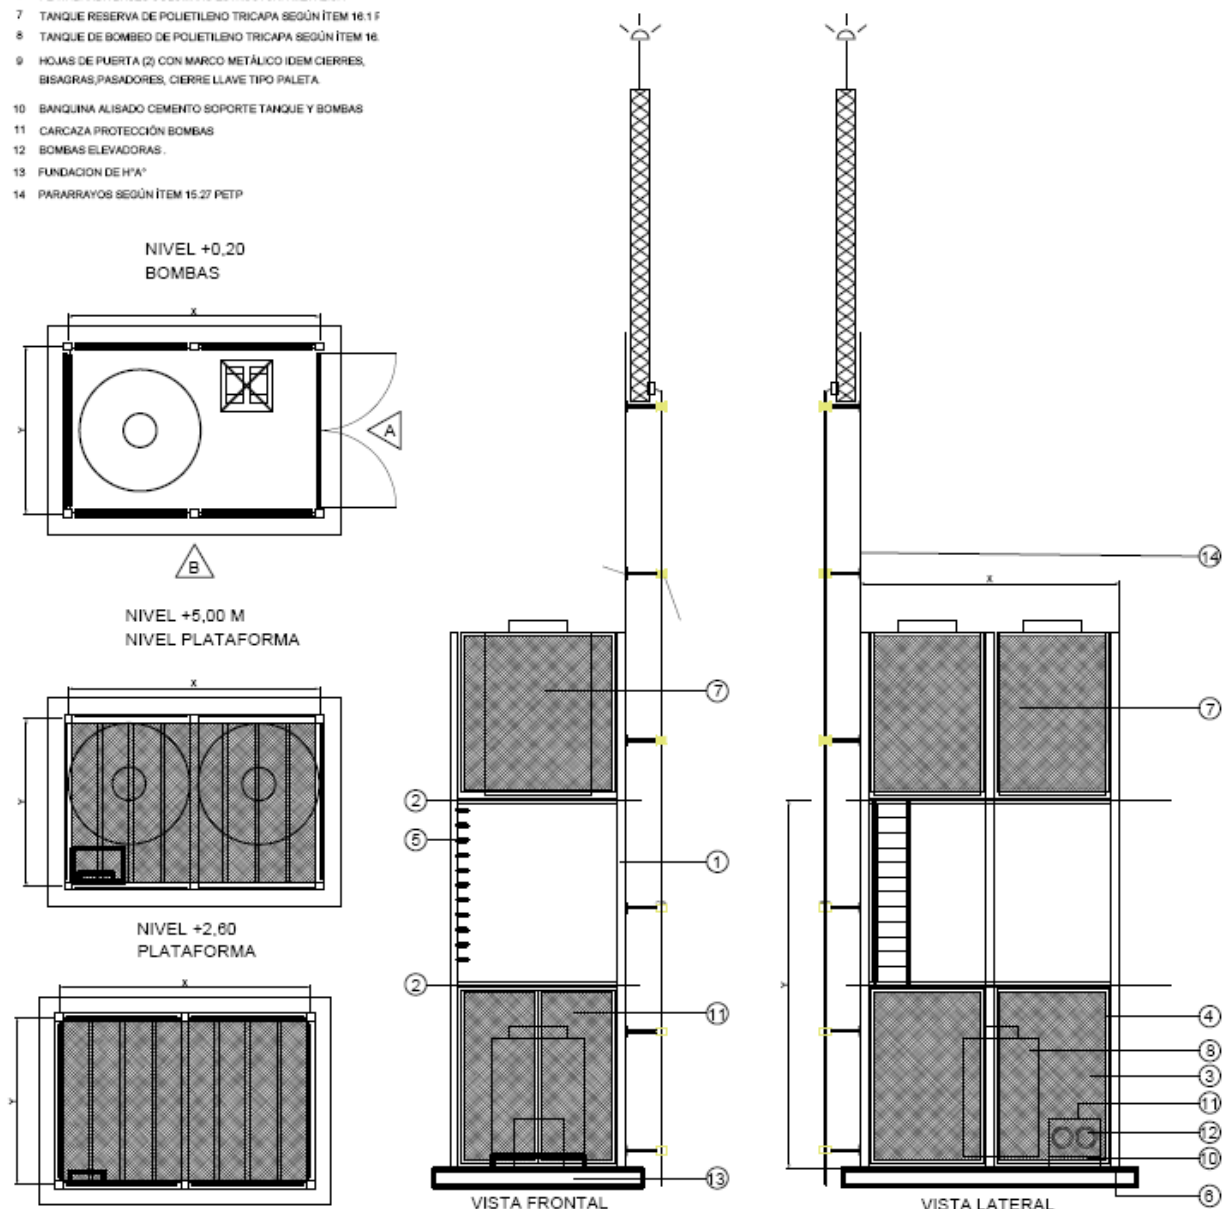 7 TANQUE RESERVA DE POLIETILENO TRICAPA SEGÚN ÍTEM 16.1 P
8 TANQUE DE BOMBEO DE POLIETILENO TRICAPA SEGÚN ÍTEM 16.
9 HOJAS DE PUERTA (2) CON MARCO METÁLICO IDEM CIERRES,
BISAGRAS,PASADORES, CIERRE LLAVE TIPO PALETA.
10 BANQUINA ALISADO CEMENTO SOPORTE TANQUE Y BOMBAS
11 CARCAZA PROTECCIÓN BOMBAS
12 BOMBAS ELEVADORAS .
13 FUNDACION DE HºAº
14 PARARRAYOS SEGÚN ÍTEM 15.27 PETP
NIVEL +0,20
BOMBAS
X
Y
A
B
NIVEL +5,00 M
NIVEL PLATAFORMA
X
Y
NIVEL +2,60
PLATAFORMA
X
Y
7
2
5
1
2
11
13
VISTA FRONTAL
14
X
7
Y
4
8
3
11
12
10
6
VISTA LATERAL